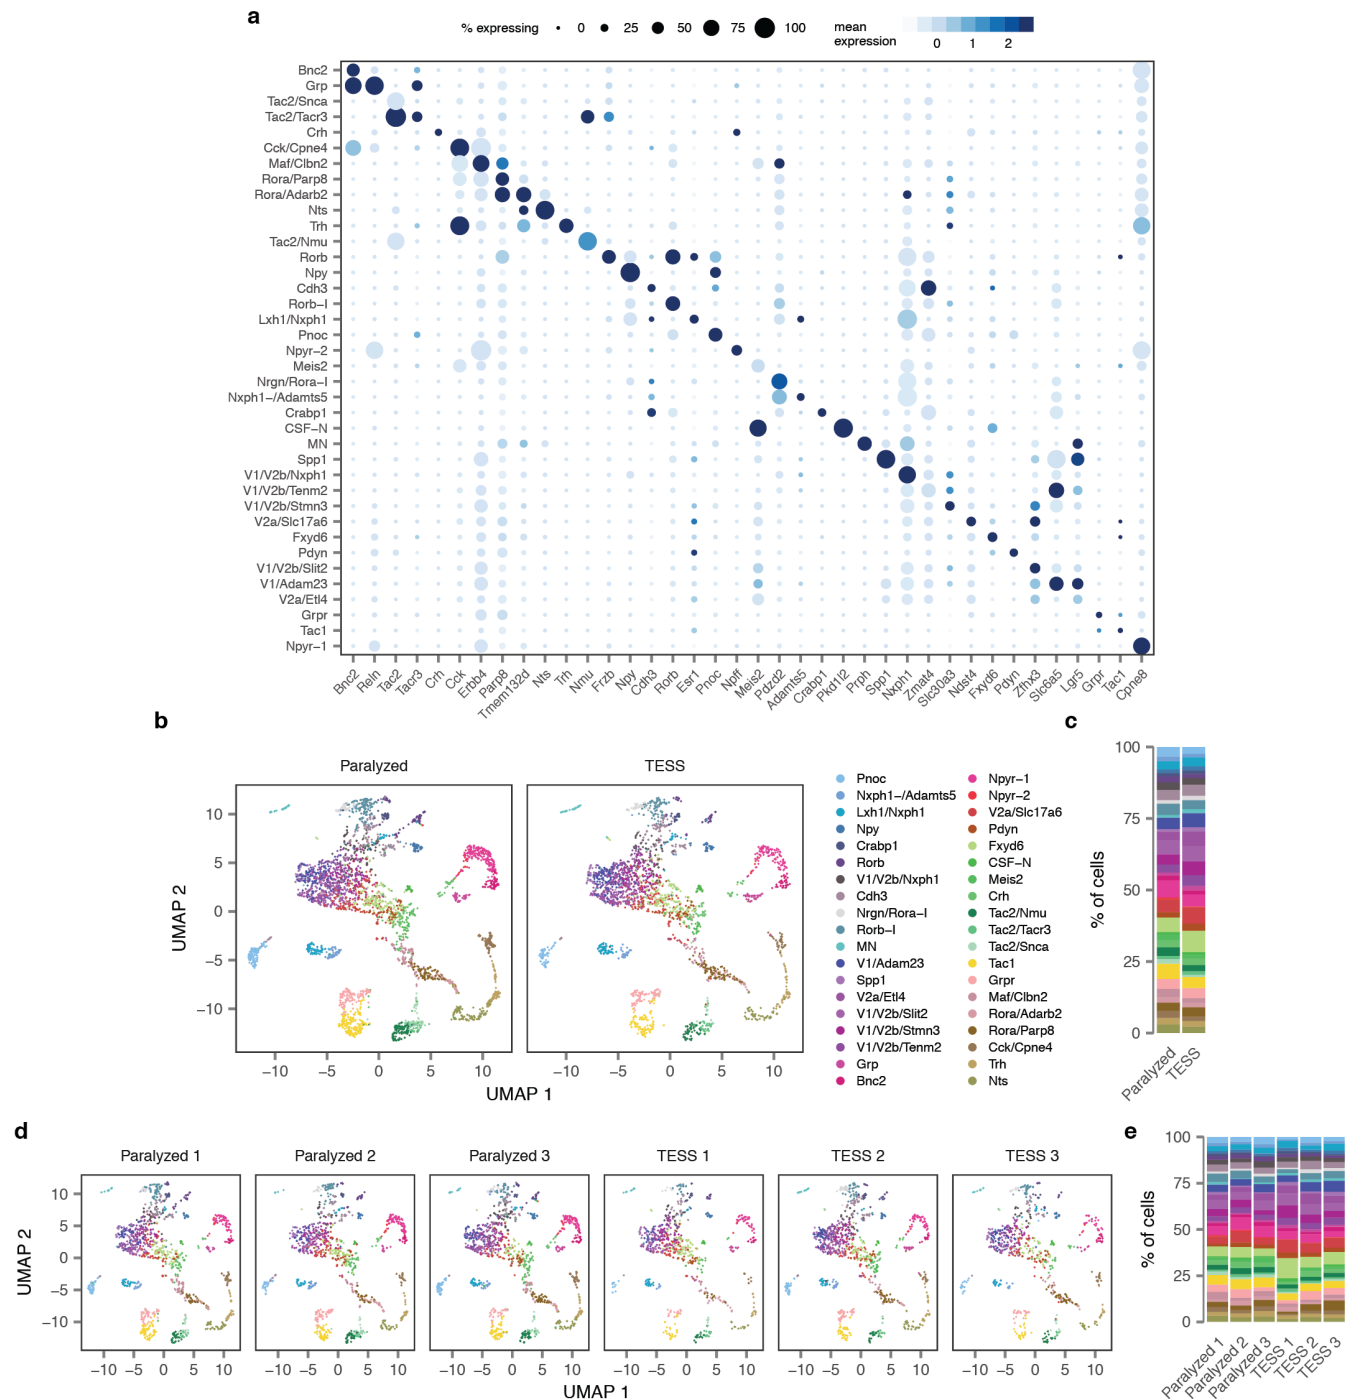 a
% expressing 0 25 50 75 100
mean expression 0 1 2
Bnc2
Grp
Tac2/Snca
Tac2/Tacr3
Crh
Cck/Cpne4
Maf/Clbn2
Rora/Parp8
Rora/Adarb2
Nts
Trh
Tac2/Nmu
Rorb
Npy
Cdh3
Rorb-I
Lxh1/Nxph1
Pnoc
Npyr-2
Meis2
Nrgn/Rora-I
Nxph1-/Adamts5
Crabp1
CSF-N
MN
Spp1
V1/V2b/Nxph1
V1/V2b/Tenm2
V1/V2b/Stmn3
V2a/Slc17a6
Fxyd6
Pdyn
V1/V2b/Slit2
V1/Adam23
V2a/Etl4
Grpr
Tac1
Npyr-1
Bnc2 Reln Tac2 Tacr3 Crh Cck Erbb4 Parp8 Tmem132d Nts Trh Nmu Frzb Npy Cdh3 Rorb Esr1 Pnoc Npff Meis2 Pdzd2 Adamts5 Crabp1 Pkd1l2 Prph Spp1 Nxph1 Zmat4 Slc30a3 Ndst4 Fxyd6 Pdyn Zfhx3 Slc6a5 Lgr5 Grpr Tac1 Cpne8
b
Paralyzed
TESS
UMAP 2
10
5
0
−5
−10
−10 −5 0 5 10
−10 −5 0 5 10
UMAP 1
Pnoc
Nxph1−/Adamts5
Lxh1/Nxph1
Npy
Crabp1
Rorb
V1/V2b/Nxph1
Cdh3
Nrgn/Rora−I
Rorb−I
MN
V1/Adam23
Spp1
V2a/Etl4
V1/V2b/Slit2
V1/V2b/Stmn3
V1/V2b/Tenm2
Grp
Bnc2
Npyr−1
Npyr−2
V2a/Slc17a6
Pdyn
Fxyd6
CSF−N
Meis2
Crh
Tac2/Nmu
Tac2/Tacr3
Tac2/Snca
Tac1
Grpr
Maf/Clbn2
Rora/Adarb2
Rora/Parp8
Cck/Cpne4
Trh
Nts
c
% of cells
100
75
50
25
0
Paralyzed TESS
d
Paralyzed 1
Paralyzed 2
Paralyzed 3
TESS 1
TESS 2
TESS 3
UMAP 2
10
5
0
−5
−10
−10 −5 0 5 10
−10 −5 0 5 10
−10 −5 0 5 10
−10 −5 0 5 10
−10 −5 0 5 10
−10 −5 0 5 10
UMAP 1
e
% of cells
100
75
50
25
0
Paralyzed 1 Paralyzed 2 Paralyzed 3 TESS 1 TESS 2 TESS 3